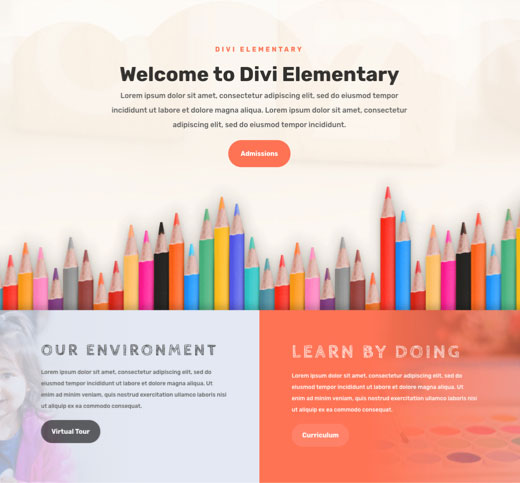 DIVI ELEMENTARY
Welcome to Divi Elementary
Lorem ipsum dolor sit amet, consectetur adipiscing elit, sed do eiusmod tempor
incididunt ut labore et dolore magna aliqua. Lorem ipsum dolor sit amet, consectetur
adipiscing elit, sed do eiusmod tempor incididunt.
Admissions
OUR ENVIRONMENT
Lorem ipsum dolor sit amet, consectetur adipiscing elit, sed do
eiusmod tempor incididunt ut labore et dolore magna aliqua. Ut
enim ad minim veniam, quis nostrud exercitation ullamco laboris nisi
ut aliquip ex ea commodo consequat.
Virtual Tour
LEARN BY DOING
Lorem ipsum dolor sit amet, consectetur adipiscing elit, sed do
eiusmod tempor incididunt ut labore et dolore magna aliqua. Ut
enim ad minim veniam, quis nostrud exercitation ullamco laboris nisi
ut aliquip ex ea commodo consequat.
Curriculum